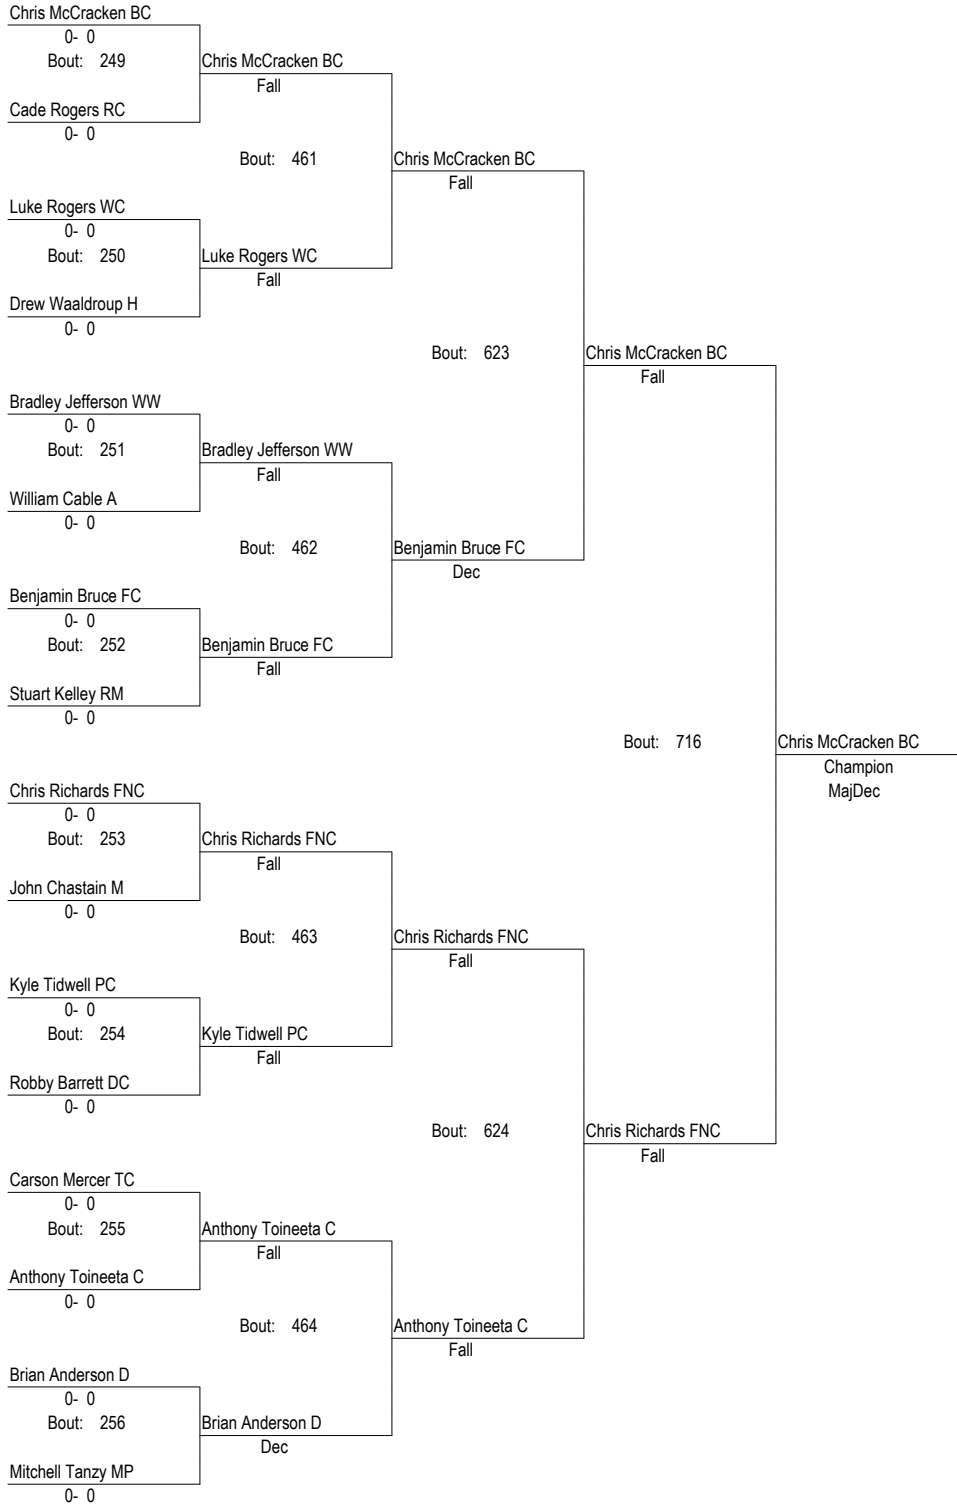 Chris McCracken BC
0- 0
Bout: 249
Chris McCracken BC
Fall
Cade Rogers RC
0- 0
Bout: 461
Chris McCracken BC
Fall
Luke Rogers WC
0- 0
Bout: 250
Luke Rogers WC
Fall
Drew Waaldroup H
0- 0
Bout: 623
Chris McCracken BC
Fall
Bradley Jefferson WW
0- 0
Bout: 251
Bradley Jefferson WW
Fall
William Cable A
0- 0
Bout: 462
Benjamin Bruce FC
Dec
Benjamin Bruce FC
0- 0
Bout: 252
Benjamin Bruce FC
Fall
Stuart Kelley RM
0- 0
Bout: 716
Chris McCracken BC
Champion
MajDec
Chris Richards FNC
0- 0
Bout: 253
Chris Richards FNC
Fall
John Chastain M
0- 0
Bout: 463
Chris Richards FNC
Fall
Kyle Tidwell PC
0- 0
Bout: 254
Kyle Tidwell PC
Fall
Robby Barrett DC
0- 0
Bout: 624
Chris Richards FNC
Fall
Carson Mercer TC
0- 0
Bout: 255
Anthony Toineeta C
Fall
Anthony Toineeta C
0- 0
Bout: 464
Anthony Toineeta C
Fall
Brian Anderson D
0- 0
Bout: 256
Brian Anderson D
Dec
Mitchell Tanzy MP
0- 0